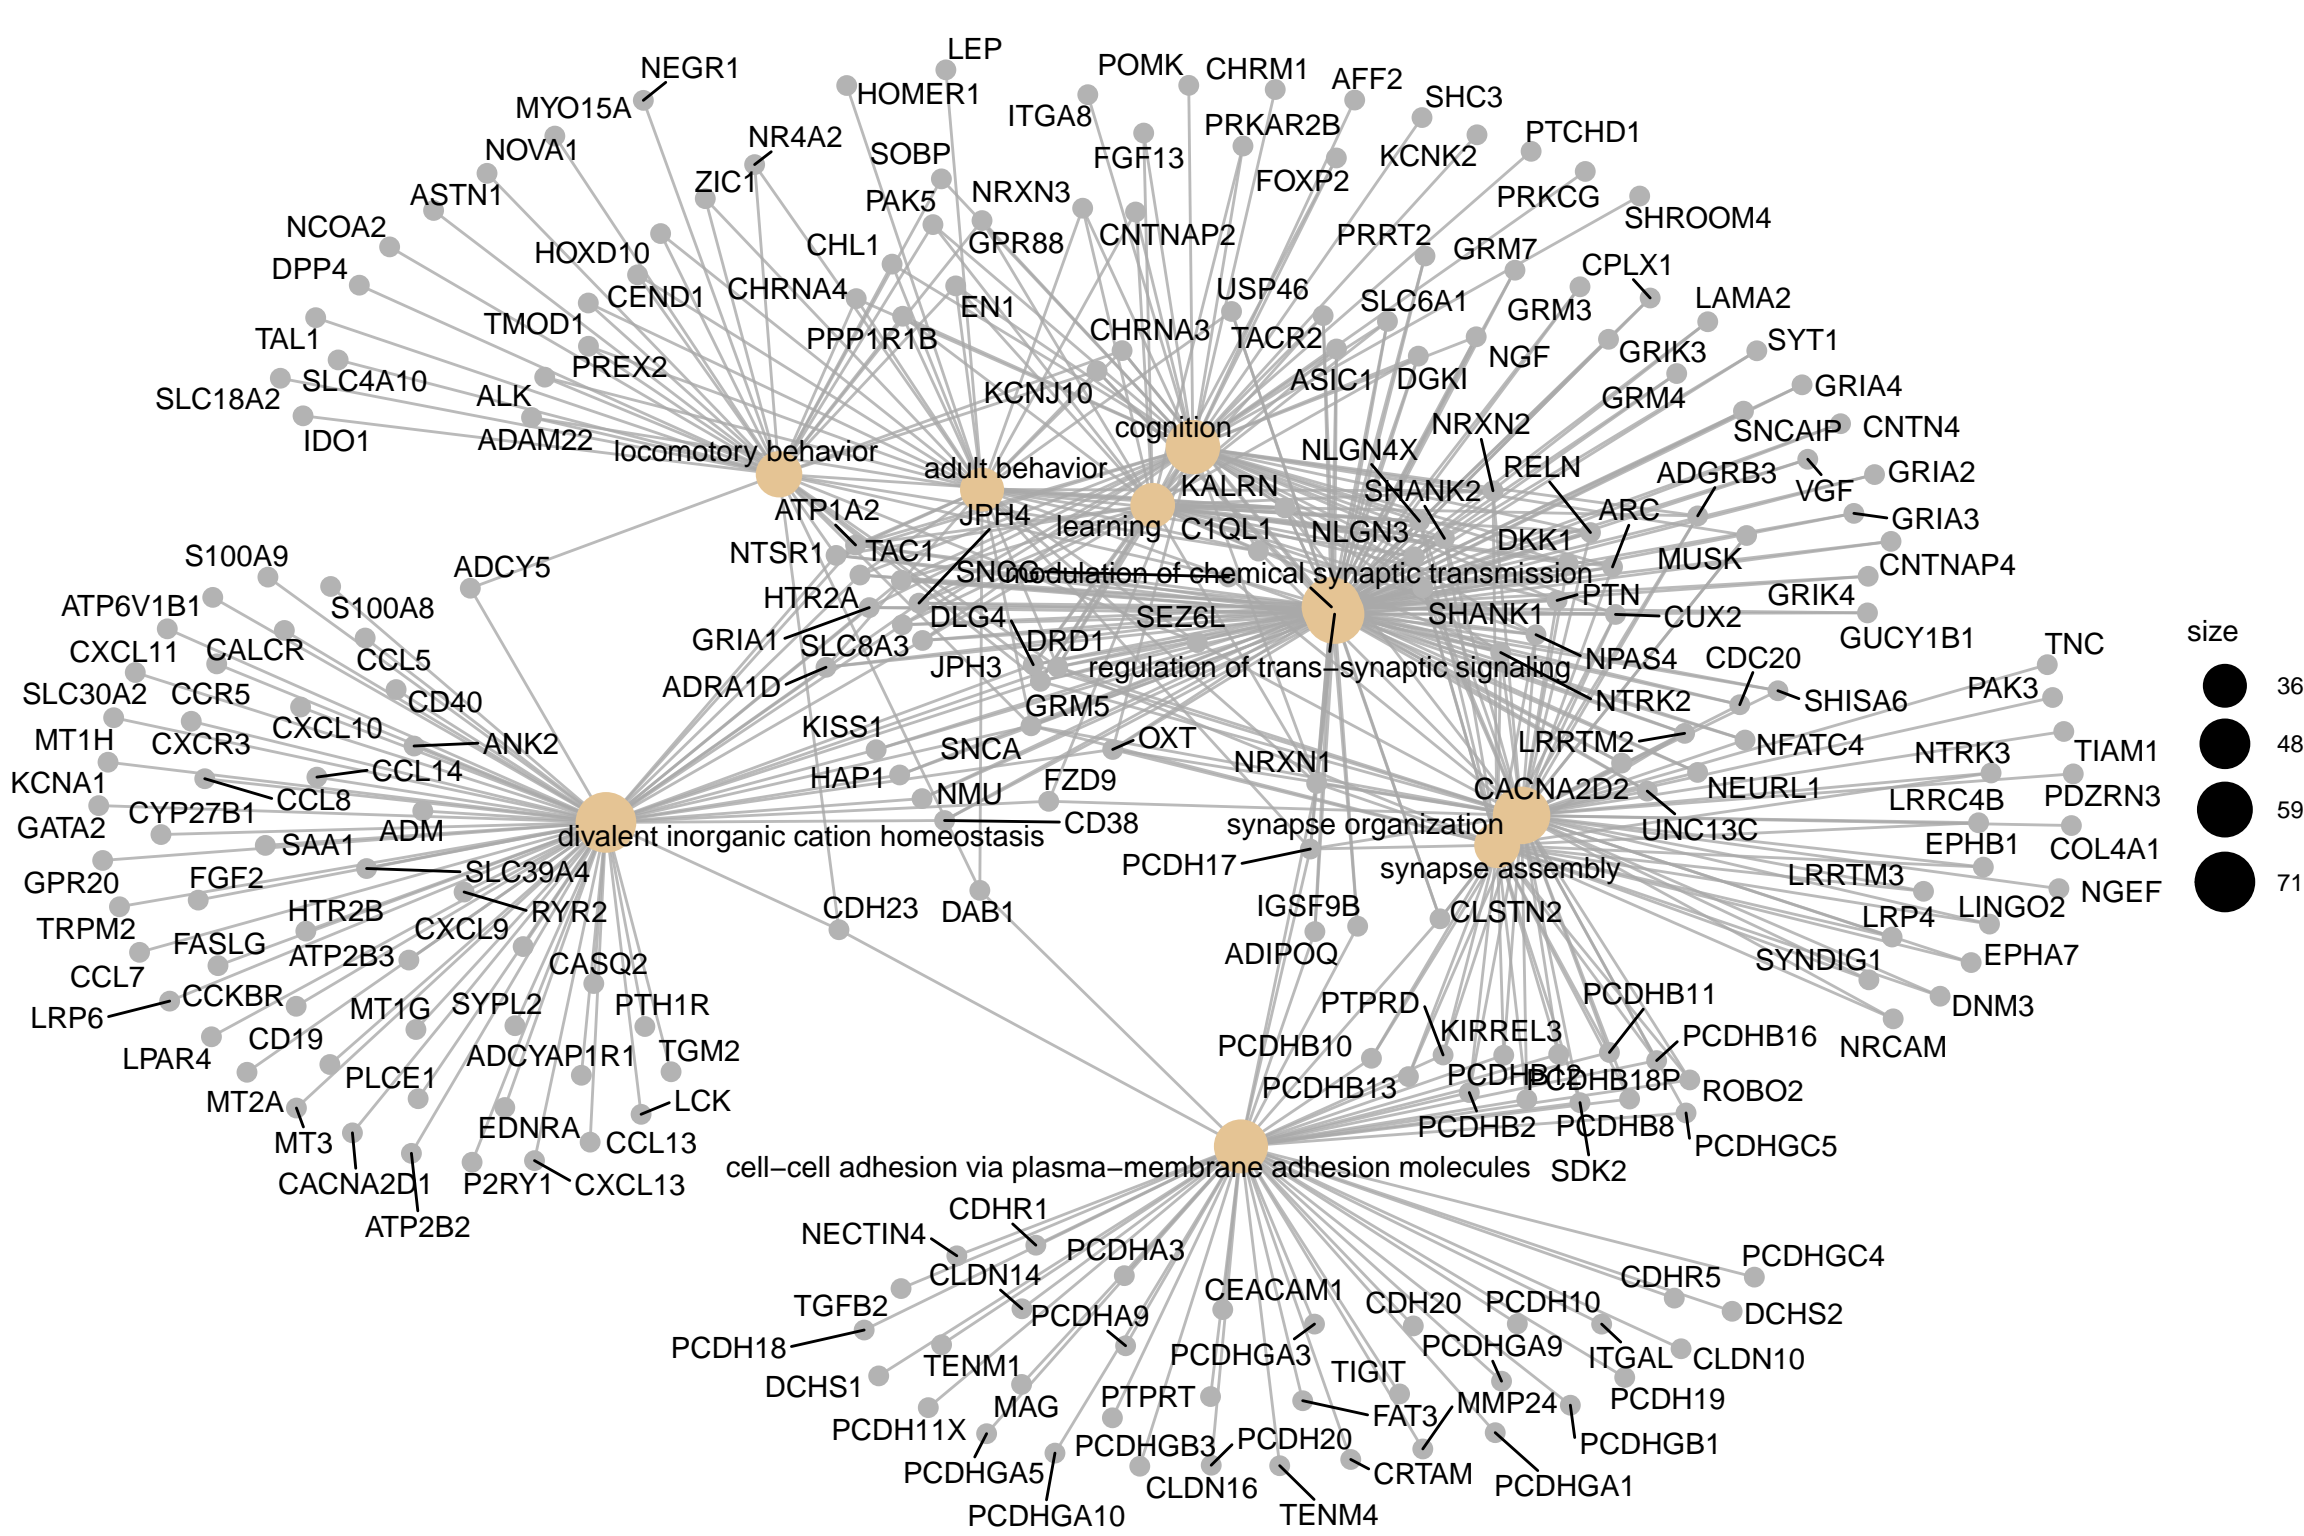 LEP
NEGR1
POMK
CHRM1
AFF2
HOMER1
SHC3
MYO15A
ITGA8
PRKAR2B
PTCHD1
NR4A2
NOVA1
SOBP
FGF13
KCNK2
FOXP2
ZIC1
NRXN3
ASTN1
PAK5
PRKCG
SHROOM4
NCOA2
CHL1
GPR88
CNTNAP2
PRRT2
GRM7
HOXD10
DPP4
CPLX1
CEND1
CHRNA4
USP46
EN1
SLC6A1
LAMA2
GRM3
TMOD1
CHRNA3
TAL1
PPP1R1B
TACR2
SYT1
NGF
GRIK3
PREX2
SLC4A10
KCNJ10
ASIC1
DGKI
GRIA4
SLC18A2
ALK
GRM4
IDO1
ADAM22
cognition
NRXN2
SNCAIP
CNTN4
locomotory behavior
NLGN4X
adult behavior
RELN
ADGRB3
GRIA2
KALRN
SHANK2
VGF
ATP1A2
JPH4
learning
C1QL1
NLGN3
ARC
GRIA3
NTSR1
TAC1
DKK1
MUSK
S100A9
ADCY5
SNCG
modulation of chemical synaptic transmission
CNTNAP4
ATP6V1B1
S100A8
HTR2A
DLG4
SEZ6L
SHANK1
PTN
GRIK4
CUX2
GUCY1B1
CXCL11
CALCR
CCL5
GRIA1
SLC8A3
DRD1
JPH3
regulation of trans−synaptic signaling
NPAS4
CDC20
TNC
size
SLC30A2
CCR5
CD40
ADRA1D
NTRK2
SHISA6
PAK3
36
MT1H
CXCR3
CXCL10
ANK2
KISS1
SNCA
GRM5
OXT
LRRTM2
NFATC4
NTRK3
TIAM1
48
KCNA1
CCL14
HAP1
FZD9
NRXN1
CACNA2D2
NEURL1
PDZRN3
GATA2
CYP27B1
CCL8
ADM
NMU
CD38
LRRC4B
59
SAA1
divalent inorganic cation homeostasis
synapse organization
UNC13C
EPHB1
COL4A1
GPR20
FGF2
SLC39A4
PCDH17
synapse assembly
LRRTM3
NGEF
71
TRPM2
HTR2B
RYR2
CDH23
DAB1
IGSF9B
CLSTN2
LRP4
LINGO2
CCL7
FASLG
ATP2B3
CXCL9
CASQ2
ADIPOQ
SYNDIG1
EPHA7
LRP6
CCKBR
MT1G
SYPL2
PTH1R
PTPRD
PCDHB11
DNM3
LPAR4
CD19
ADCYAP1R1
TGM2
PCDHB10
KIRREL3
PCDHB16
NRCAM
MT2A
PLCE1
LCK
PCDHB13
PCDHB12
PCDHB18P
ROBO2
MT3
EDNRA
CCL13
PCDHB2
PCDHB8
PCDHGC5
CACNA2D1
P2RY1
CXCL13
cell−cell adhesion via plasma−membrane adhesion molecules
SDK2
ATP2B2
CDHR1
NECTIN4
PCDHA3
PCDHGC4
CLDN14
CEACAM1
CDHR5
TGFB2
PCDHA9
CDH20
PCDH10
DCHS2
PCDH18
TENM1
PCDHGA3
PCDHGA9
ITGAL
CLDN10
DCHS1
MAG
PTPRT
TIGIT
MMP24
PCDH19
PCDH11X
FAT3
PCDHGB3
PCDH20
PCDHGB1
PCDHGA5
CLDN16
CRTAM
PCDHGA1
PCDHGA10
TENM4